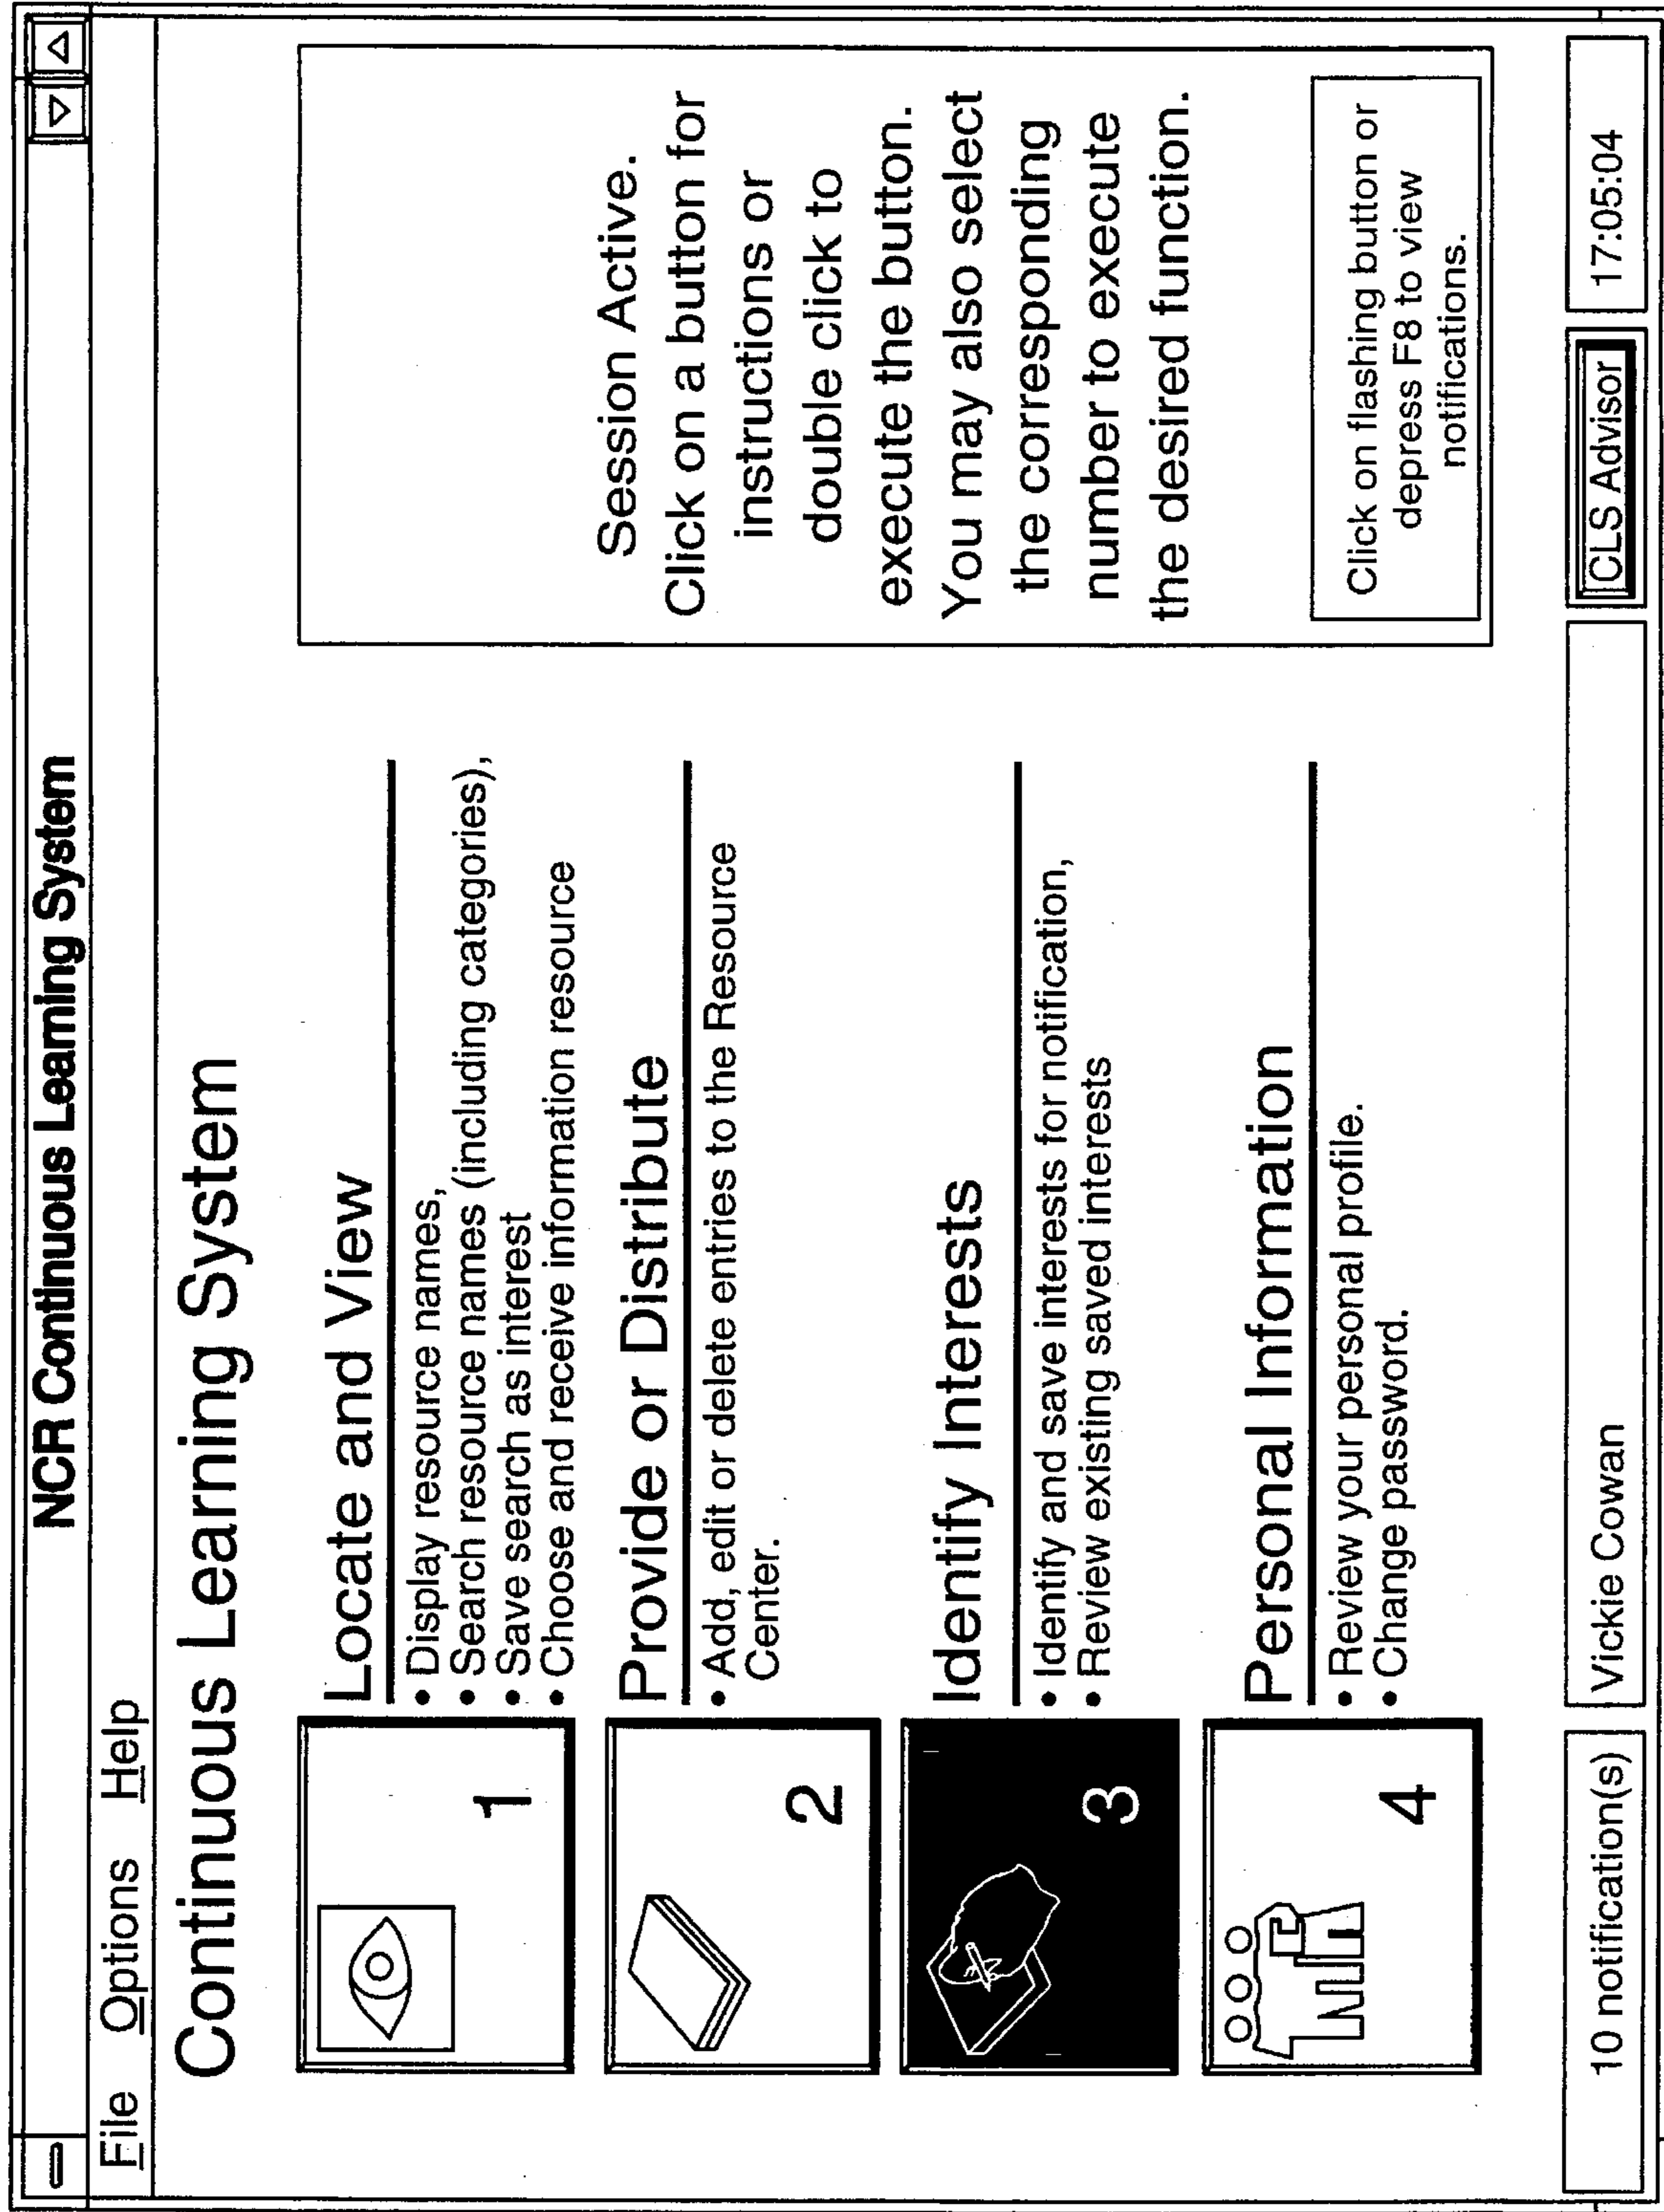 NCR Continuous Learning System
File Options Help
Continuous Learning System
1
Locate and View
• Display resource names,
• Search resource names (including categories),
• Save search as interest
• Choose and receive information resource
2
Provide or Distribute
• Add, edit or delete entries to the Resource
Center.
3
Identify Interests
• Identify and save interests for notification,
• Review existing saved interests
4
Personal Information
• Review your personal profile.
• Change password.
Session Active.
Click on a button for
instructions or
double click to
execute the button.
You may also select
the corresponding
number to execute
the desired function.
Click on flashing button or
depress F8 to view
notifications.
10 notification(s)
Vickie Cowan
CLS Advisor
17:05:04